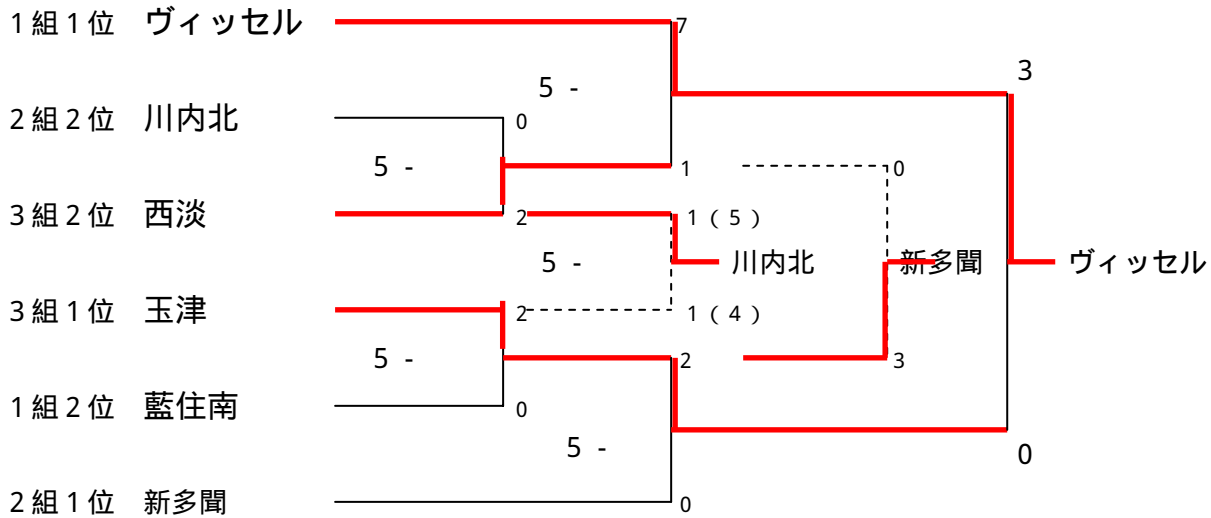 1組1位 ヴィッセル
7
3
5 -
2組2位 川内北
0
5 -
1
0
3組2位 西淡
2
1(5)
5 -
川内北
新多聞
ヴィッセル
3組1位 玉津
2
1(4)
5 -
2
3
1組2位 藍住南
0
5 -
0
2組1位 新多聞
0